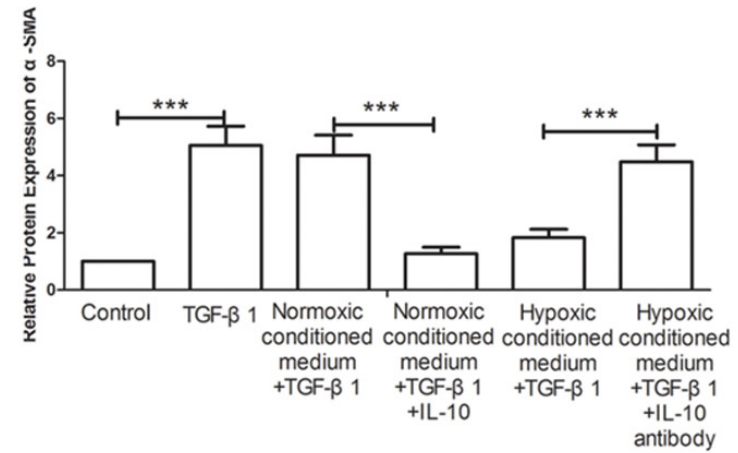 Relative Protein Expression of α -SMA
8
6
4
2
0
***
***
***
Control
TGF-β 1
Normoxic
conditioned
medium
+TGF-β 1
Normoxic
conditioned
medium
+TGF-β 1
+IL-10
Hypoxic
conditioned
medium
+TGF-β 1
Hypoxic
conditioned
medium
+TGF-β 1
+IL-10
antibody